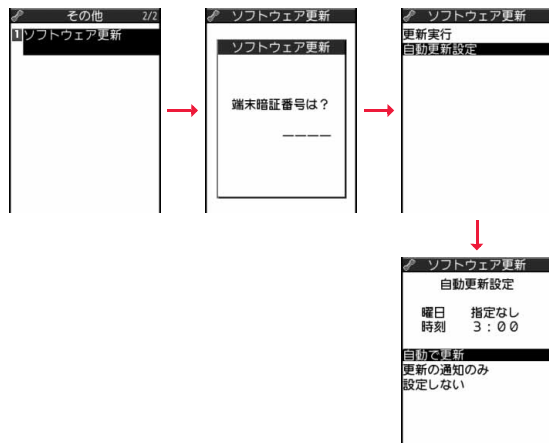 その他 2/2
1 ソフトウェア更新
ソフトウェア更新
ソフトウェア更新
端末暗証番号は？
____
ソフトウェア更新
更新実行
自動更新設定
ソフトウェア更新
自動更新設定
曜日 指定なし
時刻 3:00
自動で更新
更新の通知のみ
設定しない